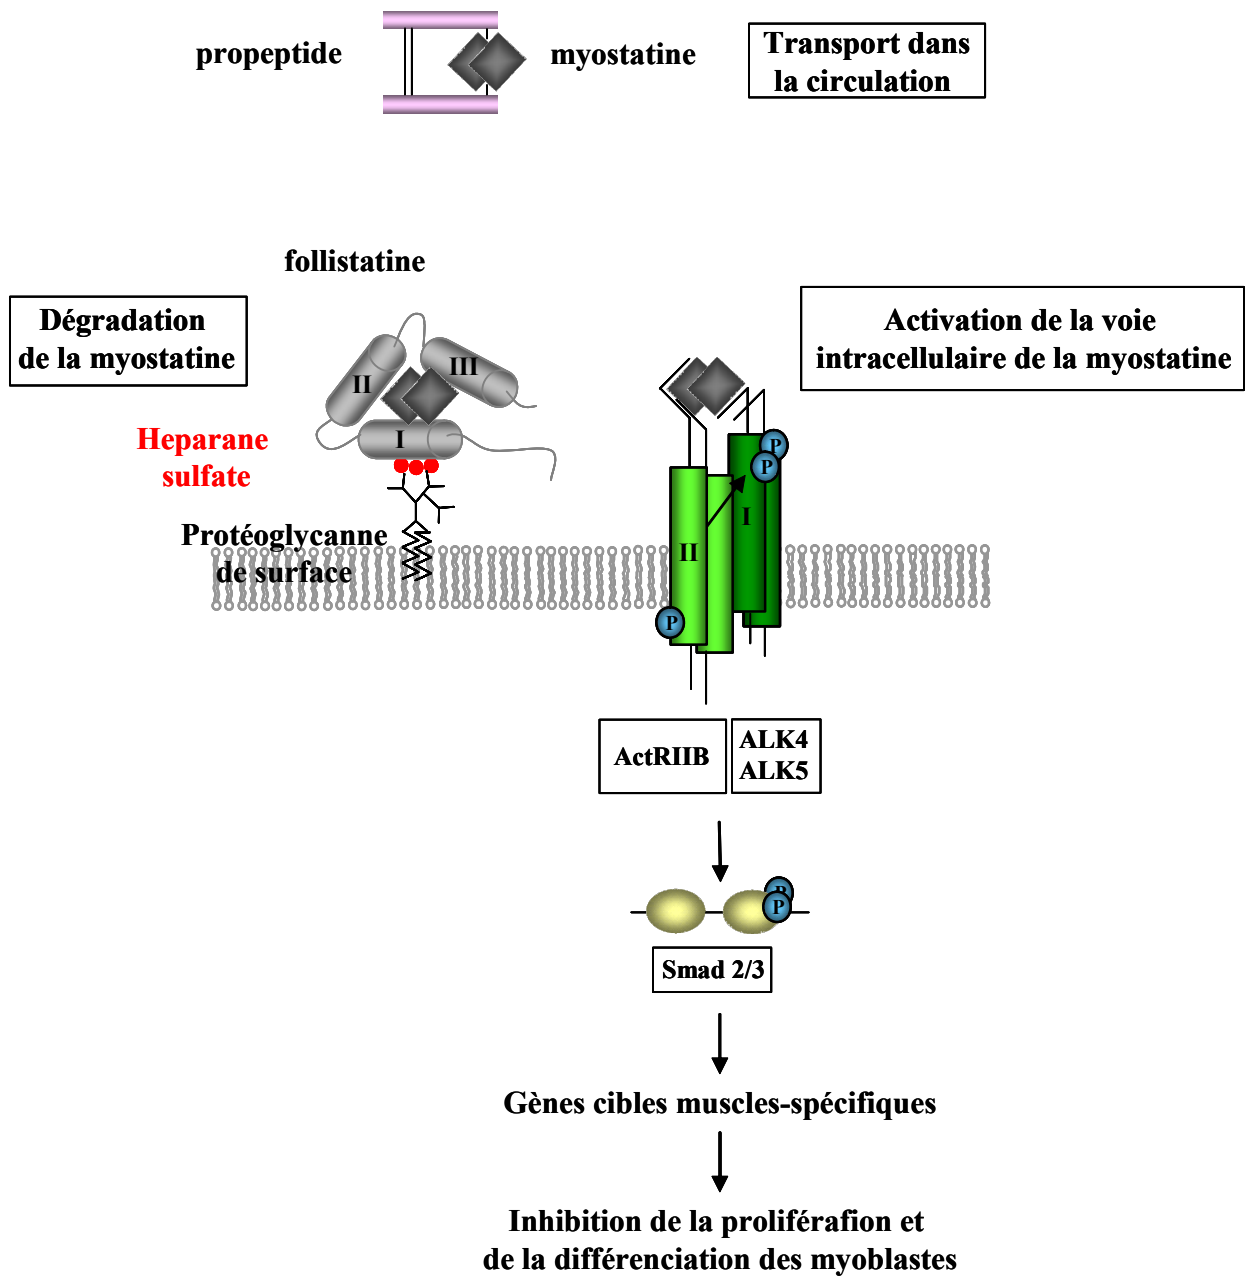 propeptide
myostatine
Transport dans
la circulation
follistatine
Dégradation
de la myostatine
Activation de la voie
intracellulaire de la myostatine
II
III
I
Heparane
sulfate
Protéoglycanne
de surface
P
P
I
II
P
ActRIIB
ALK4
ALK5
P
P
Smad 2/3
Gènes cibles muscles-spécifiques
Inhibition de la proliférafion et
de la différenciation des myoblastes